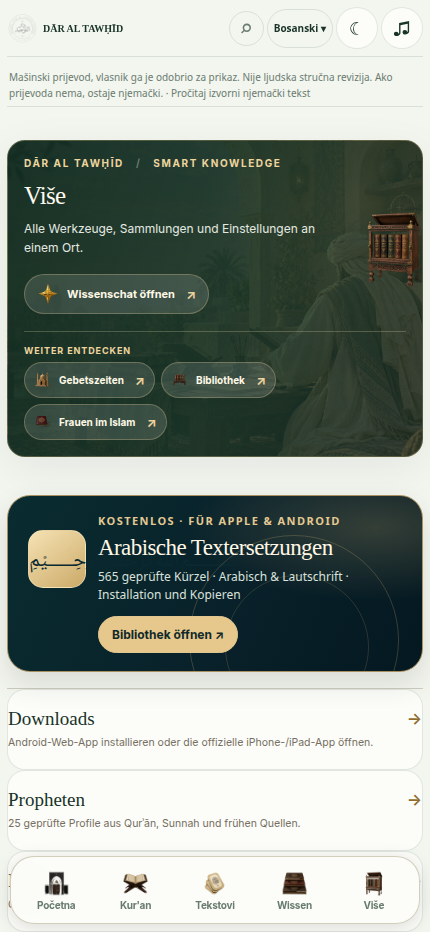 DĀR AL TAWḤĪD
Bosanski ▾
Mašinski prijevod, vlasnik ga je odobrio za prikaz. Nije ljudska stručna revizija. Ako
prijevoda nema, ostaje njemački. · Pročitaj izvorni njemački tekst
DĀR AL TAWḤĪD / SMART KNOWLEDGE
Više
Alle Werkzeuge, Sammlungen und Einstellungen an
einem Ort.
Wissenschat öffnen ↗
WEITER ENTDECKEN
Gebetszeiten ↗
Bibliothek ↗
Frauen im Islam ↗
KOSTENLOS · FÜR APPLE & ANDROID
Arabische Textersetzungen
565 geprüfte Kürzel · Arabisch & Lautschrift ·
Installation und Kopieren
Bibliothek öffnen ↗
Downloads →
Android-Web-App installieren oder die offizielle iPhone-/iPad-App öffnen.
Propheten →
25 geprüfte Profile aus Qurʾān, Sunnah und frühen Quellen.
Početna
Kur'an
Tekstovi
Wissen
Više